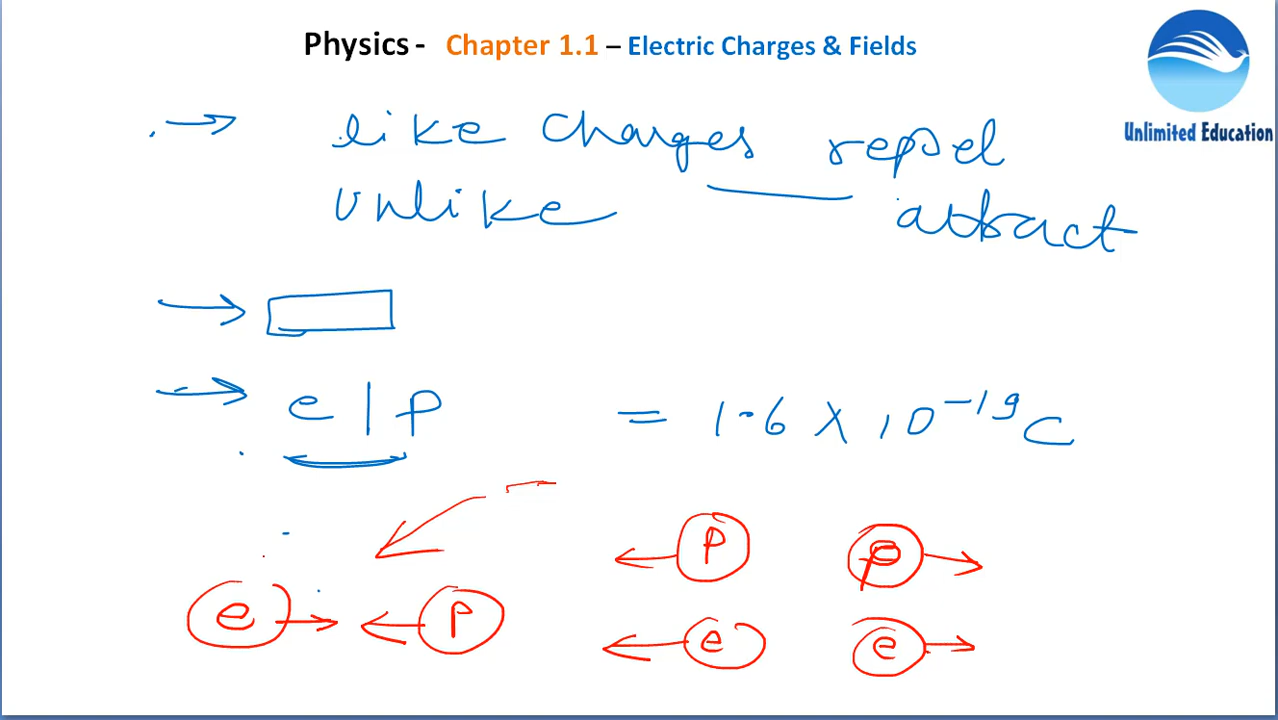 Physics - Chapter 1.1 – Electric Charges & Fields
Unlimited Education
like charges repel
unlike —— attract
e | p = 1.6 × 10⁻¹⁹ C
P P
e P
e e